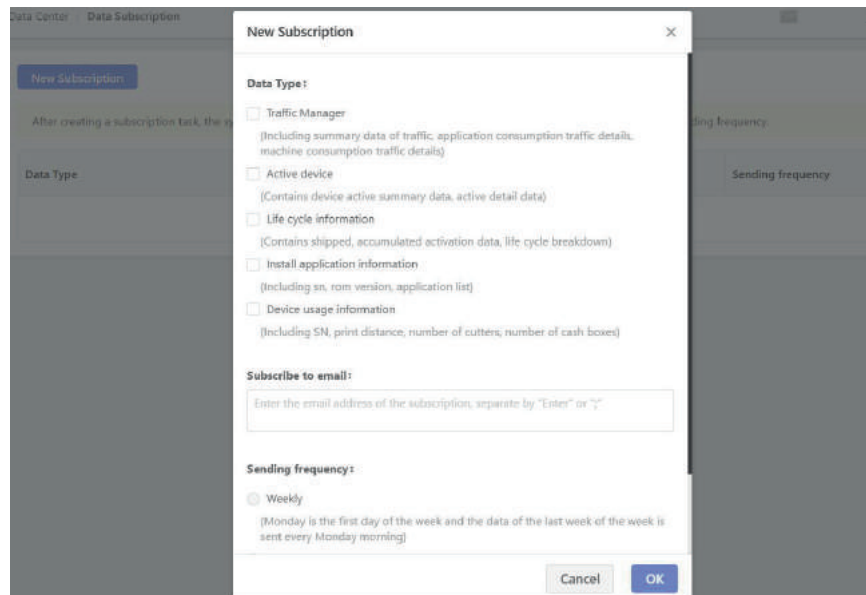 Data Center / Data Subscription
New Subscription
×
New Subscription
After creating a subscription task, the sy
ding frequency.
Data Type
Sending frequency
Data Type:
Traffic Manager
(Including summary data of traffic, application consumption traffic details,
machine consumption traffic details)
Active device
(Contains device active summary data, active detail data)
Life cycle information
(Contains shipped, accumulated activation data, life cycle breakdown)
Install application information
(Including sn, rom version, application list)
Device usage information
(Including SN, print distance, number of cutters, number of cash boxes)
Subscribe to email:
Enter the email address of the subscription, separate by "Enter" or ";"
Sending frequency:
Weekly
(Monday is the first day of the week and the data of the last week of the week is
sent every Monday morning)
Cancel
OK